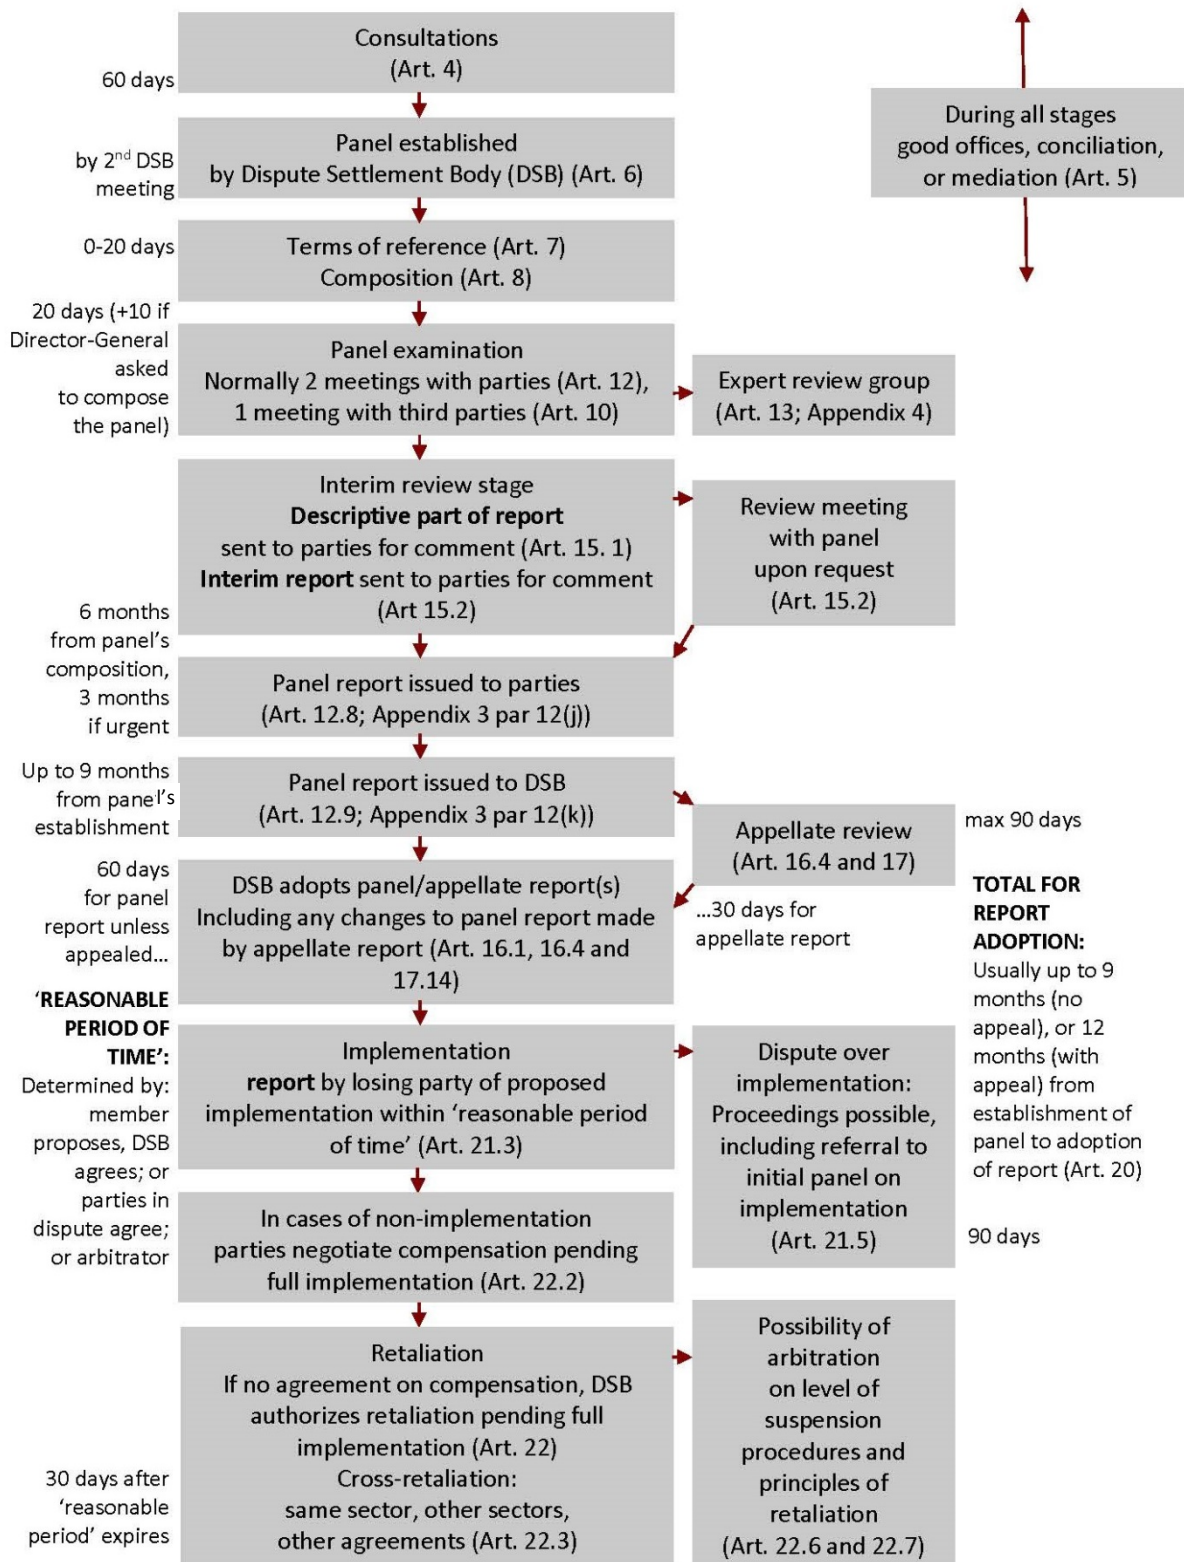 Consultations
(Art. 4)
60 days
During all stages
good offices, conciliation,
or mediation (Art. 5)
Panel established
by Dispute Settlement Body (DSB) (Art. 6)
by 2nd DSB
meeting
0-20 days
Terms of reference (Art. 7)
Composition (Art. 8)
20 days (+10 if
Director-General
asked
to compose
the panel)
Panel examination
Normally 2 meetings with parties (Art. 12),
1 meeting with third parties (Art. 10)
Expert review group
(Art. 13; Appendix 4)
Interim review stage
Descriptive part of report
sent to parties for comment (Art. 15. 1)
Interim report sent to parties for comment
(Art 15.2)
Review meeting
with panel
upon request
(Art. 15.2)
6 months
from panel's
composition,
3 months
if urgent
Panel report issued to parties
(Art. 12.8; Appendix 3 par 12(j))
Up to 9 months
from panel's
establishment
Panel report issued to DSB
(Art. 12.9; Appendix 3 par 12(k))
Appellate review
(Art. 16.4 and 17)
max 90 days
60 days
for panel
report unless
appealed...
DSB adopts panel/appellate report(s)
Including any changes to panel report made
by appellate report (Art. 16.1, 16.4 and
17.14)
...30 days for
appellate report
TOTAL FOR
REPORT
ADOPTION:
Usually up to 9
months (no
appeal), or 12
months (with
appeal) from
establishment of
panel to adoption
of report (Art. 20)
'REASONABLE
PERIOD OF
TIME':
Determined by:
member
proposes, DSB
agrees; or
parties in
dispute agree;
or arbitrator
Implementation
report by losing party of proposed
implementation within 'reasonable period
of time' (Art. 21.3)
Dispute over
implementation:
Proceedings possible,
including referral to
initial panel on
implementation
(Art. 21.5)
90 days
In cases of non-implementation
parties negotiate compensation pending
full implementation (Art. 22.2)
Retaliation
If no agreement on compensation, DSB
authorizes retaliation pending full
implementation (Art. 22)
Cross-retaliation:
same sector, other sectors,
other agreements (Art. 22.3)
30 days after
'reasonable
period' expires
Possibility of
arbitration
on level of
suspension
procedures and
principles of
retaliation
(Art. 22.6 and 22.7)